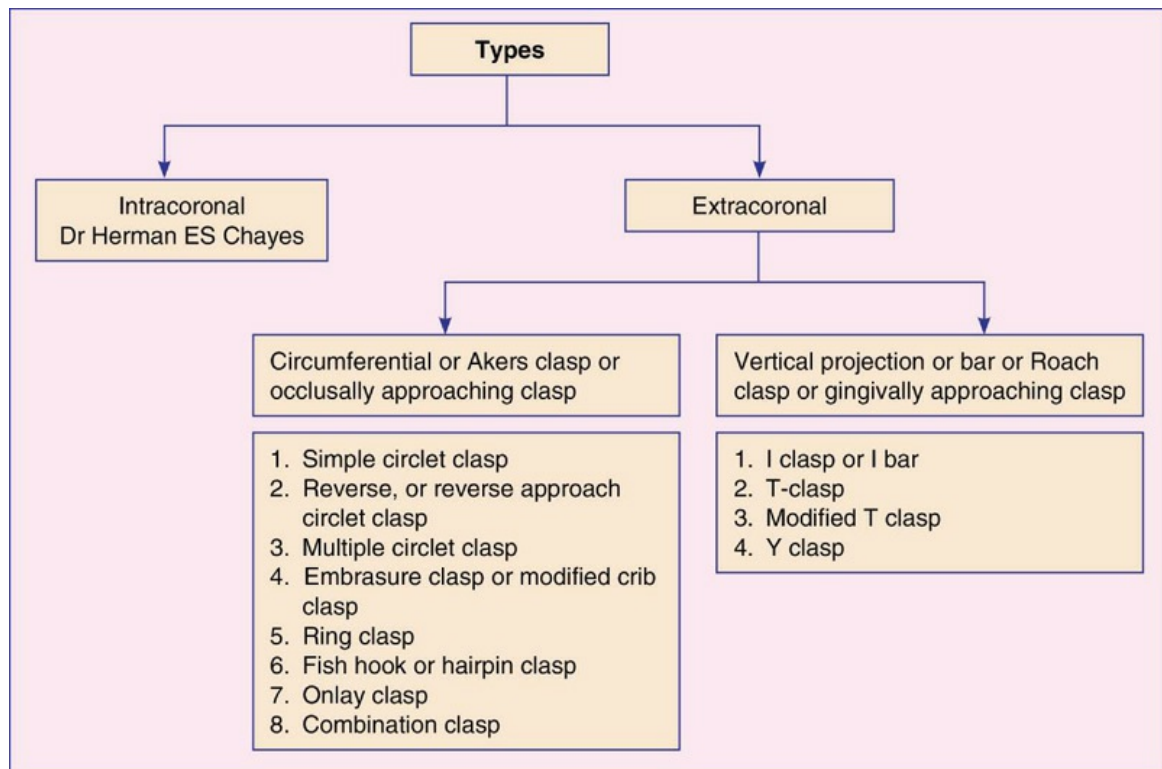 Types
Intracoronal
Dr Herman ES Chayes
Extracoronal
Circumferential or Akers clasp or
occlusally approaching clasp
1. Simple circlet clasp
2. Reverse, or reverse approach
circlet clasp
3. Multiple circlet clasp
4. Embrasure clasp or modified crib
clasp
5. Ring clasp
6. Fish hook or hairpin clasp
7. Onlay clasp
8. Combination clasp
Vertical projection or bar or Roach
clasp or gingivally approaching clasp
1. I clasp or I bar
2. T-clasp
3. Modified T clasp
4. Y clasp